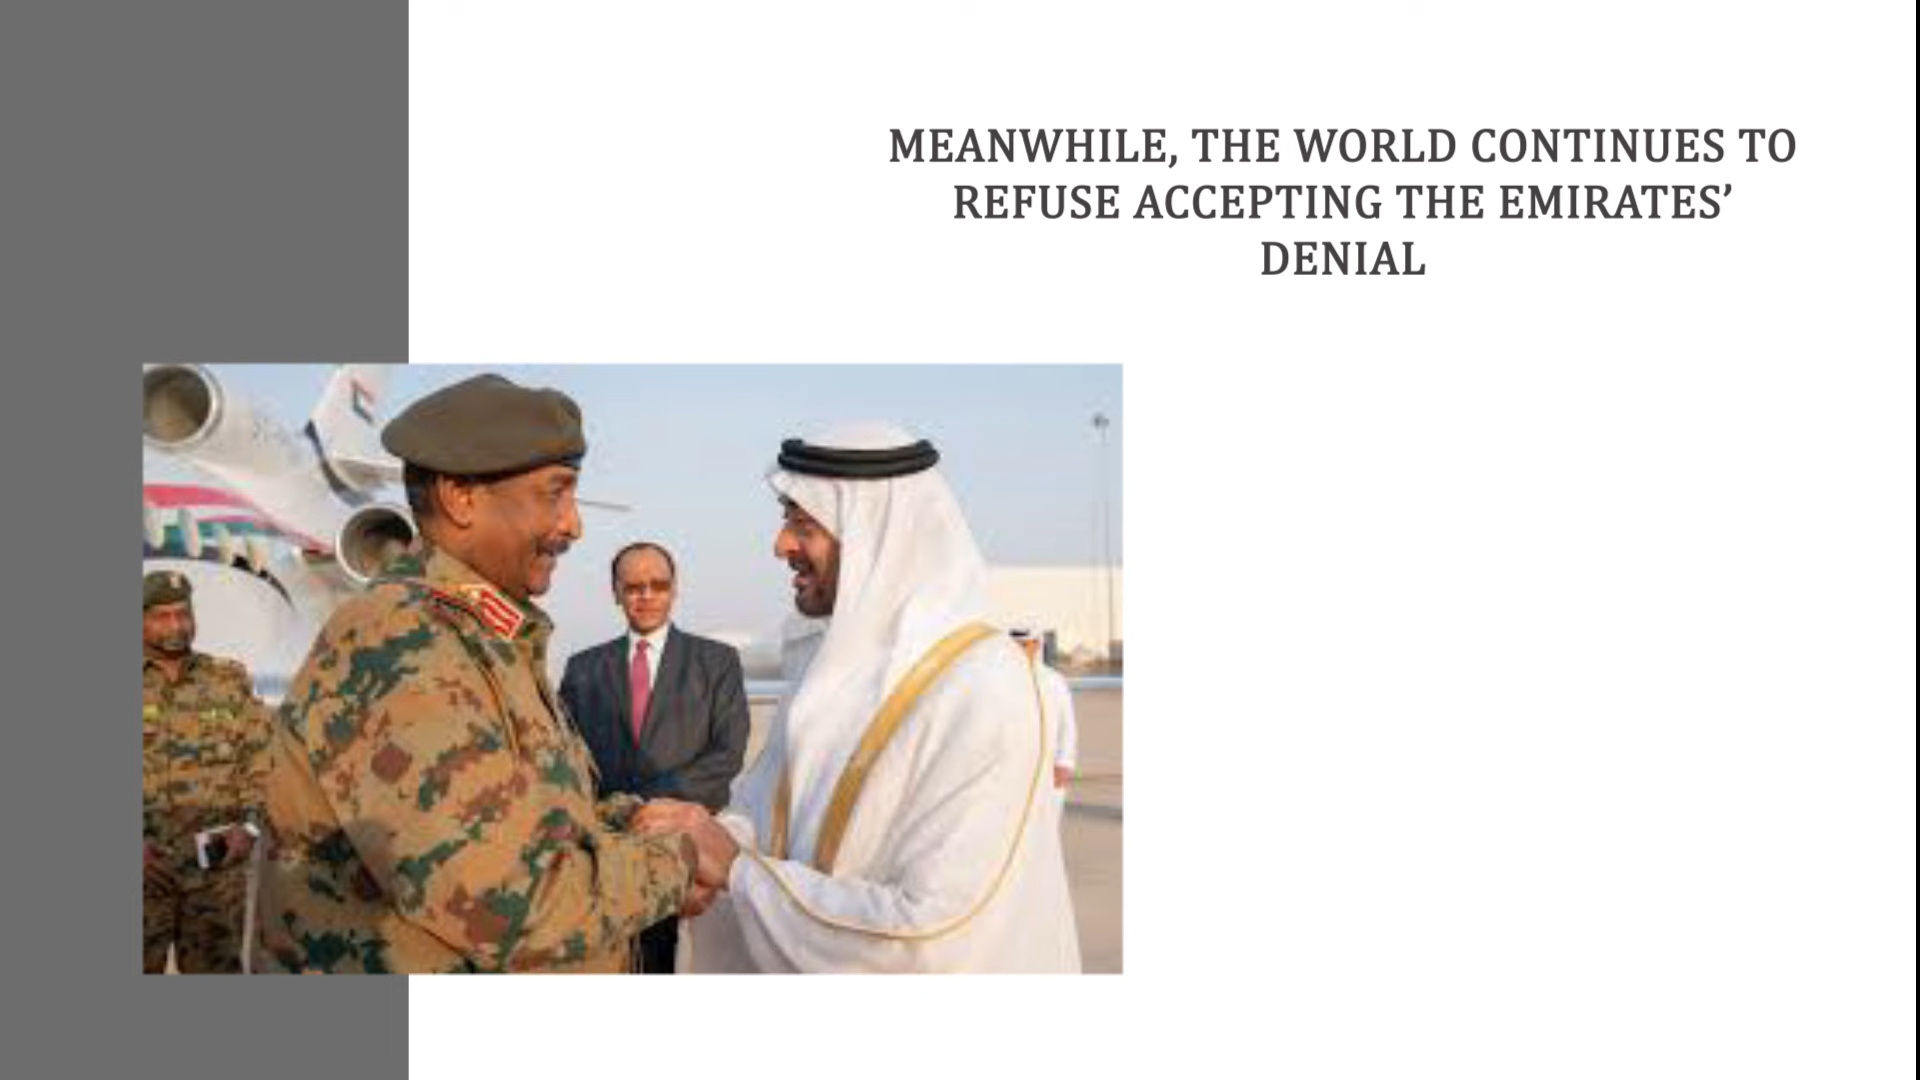 MEANWHILE, THE WORLD CONTINUES TO
REFUSE ACCEPTING THE EMIRATES’
DENIAL